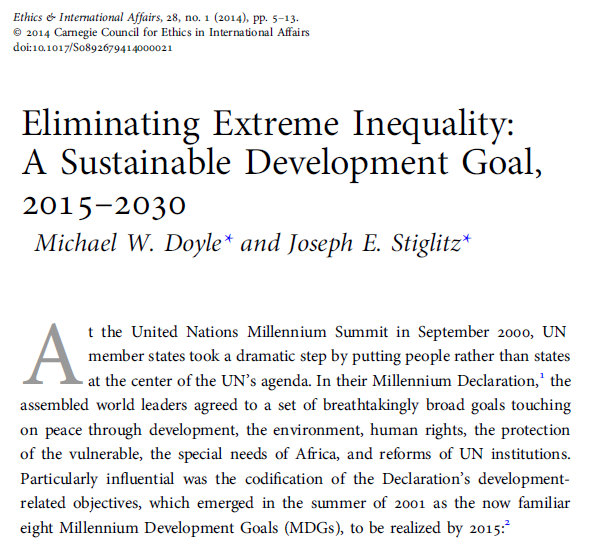 Ethics & International Affairs, 28, no. 1 (2014), pp. 5–13.
© 2014 Carnegie Council for Ethics in International Affairs
doi:10.1017/S0892679414000021
Eliminating Extreme Inequality:
A Sustainable Development Goal,
2015–2030
Michael W. Doyle* and Joseph E. Stiglitz*
At the United Nations Millennium Summit in September 2000, UN
member states took a dramatic step by putting people rather than states
at the center of the UN's agenda. In their Millennium Declaration,1 the
assembled world leaders agreed to a set of breathtakingly broad goals touching
on peace through development, the environment, human rights, the protection
of the vulnerable, the special needs of Africa, and reforms of UN institutions.
Particularly influential was the codification of the Declaration's development-
related objectives, which emerged in the summer of 2001 as the now familiar
eight Millennium Development Goals (MDGs), to be realized by 2015:2